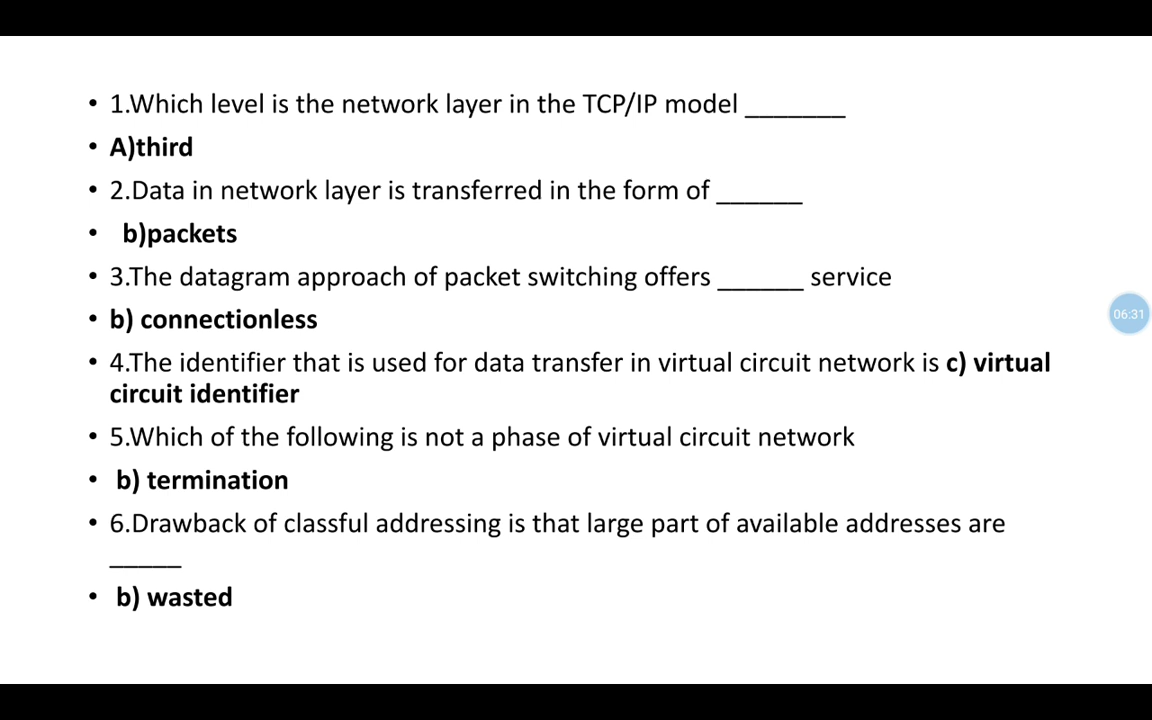 • 1.Which level is the network layer in the TCP/IP model _______
• A)third
• 2.Data in network layer is transferred in the form of ______
• b)packets
• 3.The datagram approach of packet switching offers ______ service
• b) connectionless
• 4.The identifier that is used for data transfer in virtual circuit network is c) virtual
circuit identifier
• 5.Which of the following is not a phase of virtual circuit network
• b) termination
• 6.Drawback of classful addressing is that large part of available addresses are
_____
• b) wasted
06:31